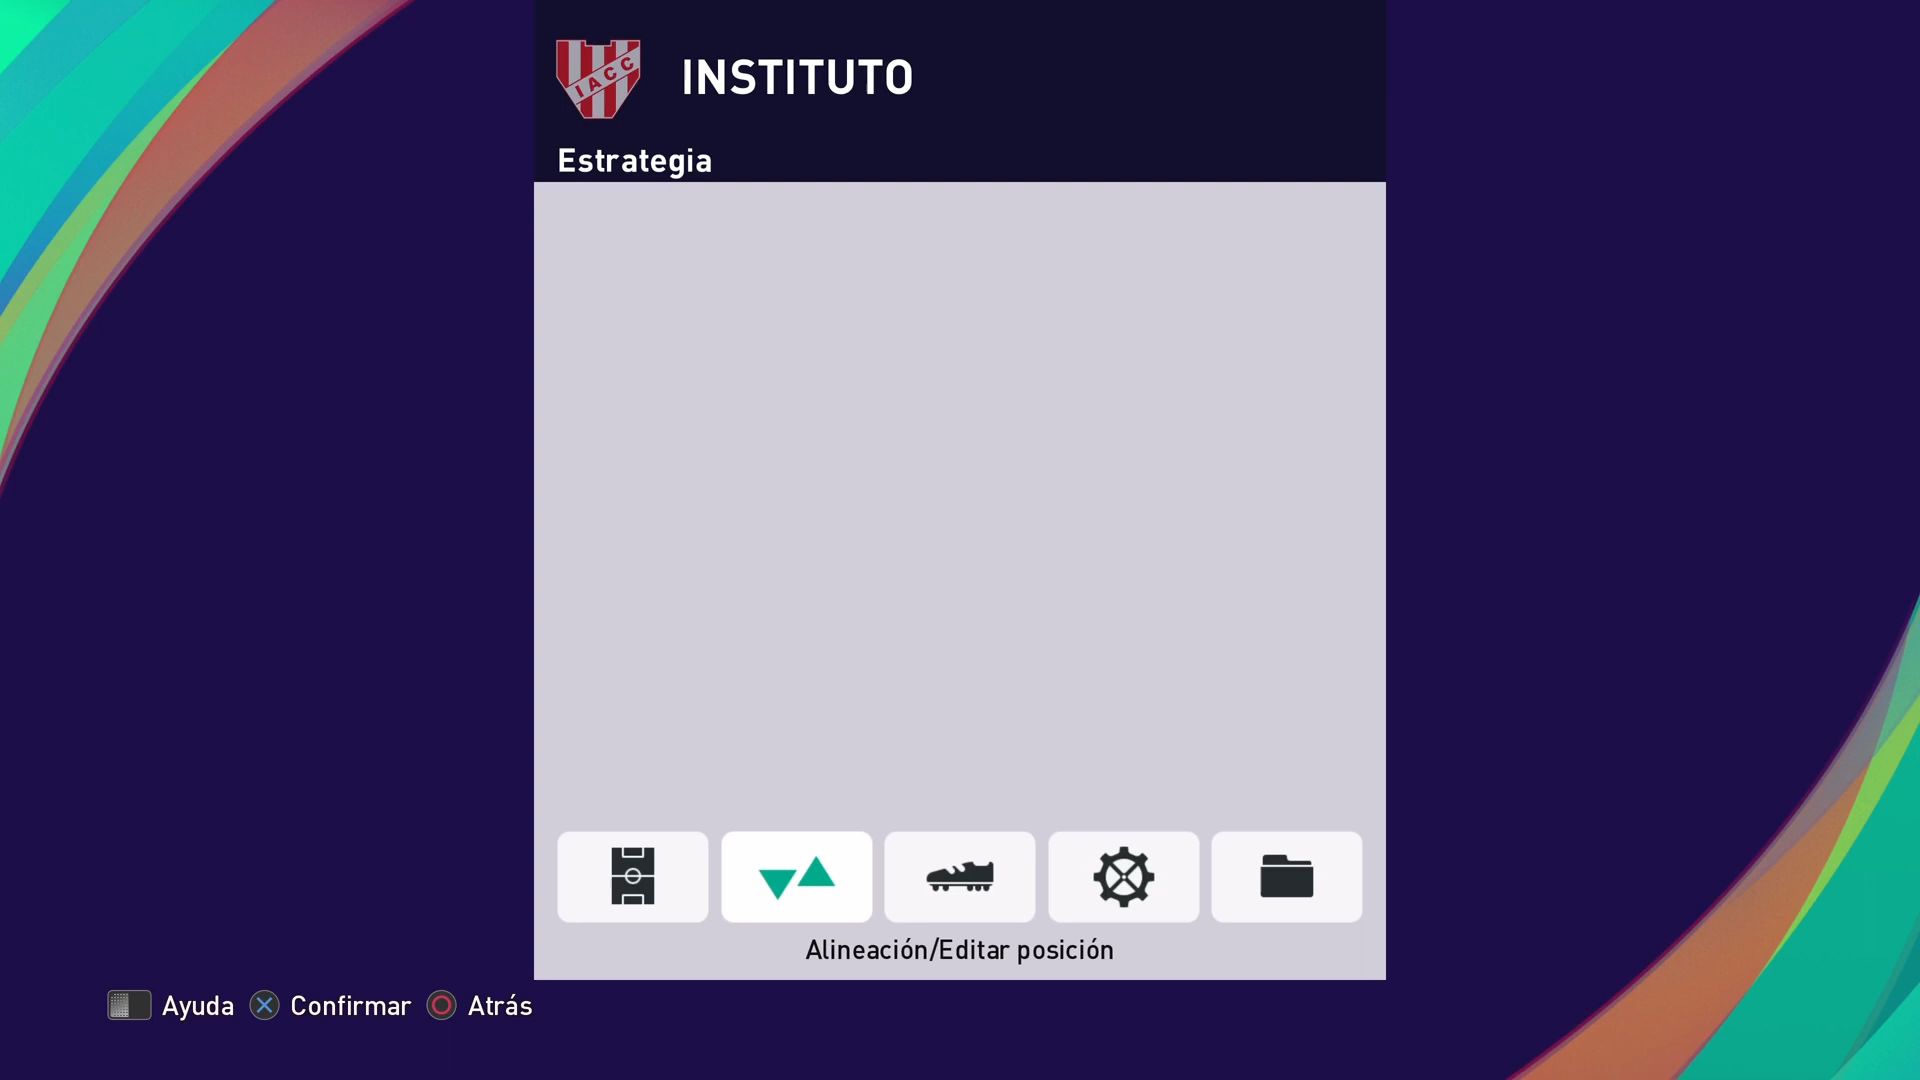 IACC
INSTITUTO
Estrategia
Alineación/Editar posición
Ayuda Confirmar Atrás